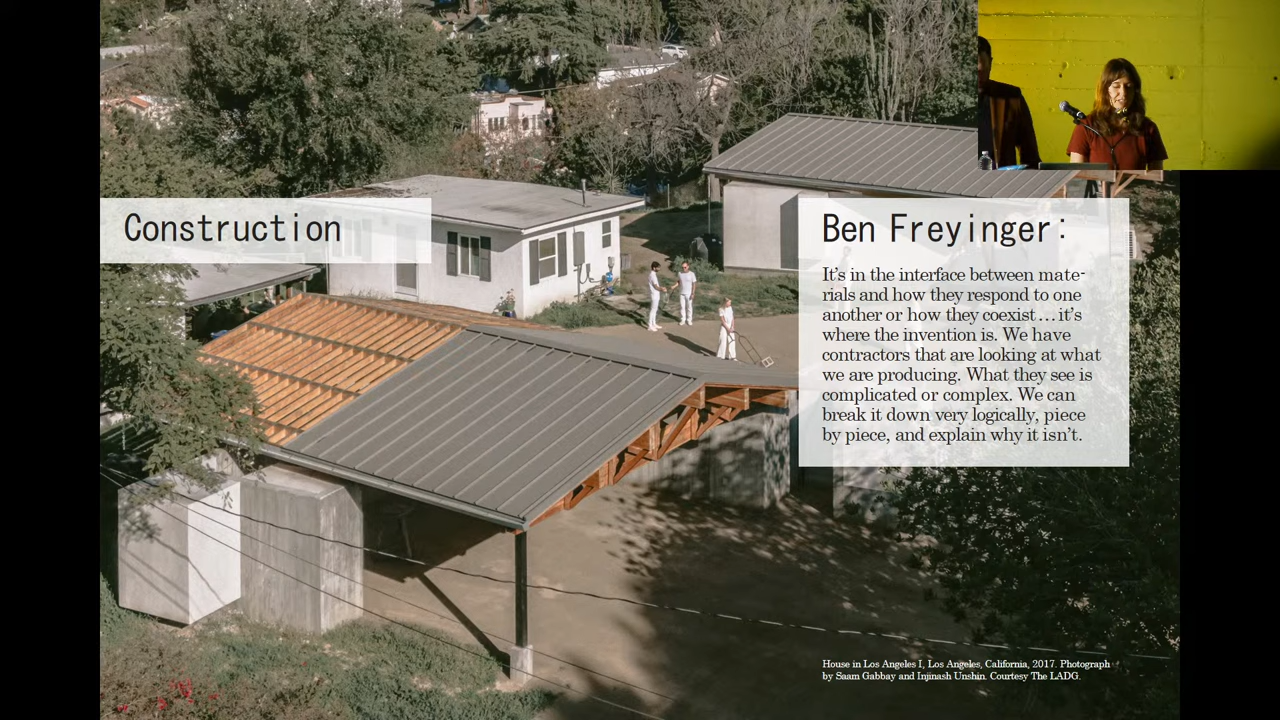 Construction
Ben Freyinger:
It's in the interface between mate-
rials and how they respond to one
another or how they coexist...it's
where the invention is. We have
contractors that are looking at what
we are producing. What they see is
complicated or complex. We can
break it down very logically, piece
by piece, and explain why it isn't.
House in Los Angeles I, Los Angeles, California, 2017. Photograph
by Saam Gabbay and Injinash Unshin. Courtesy The LADG.